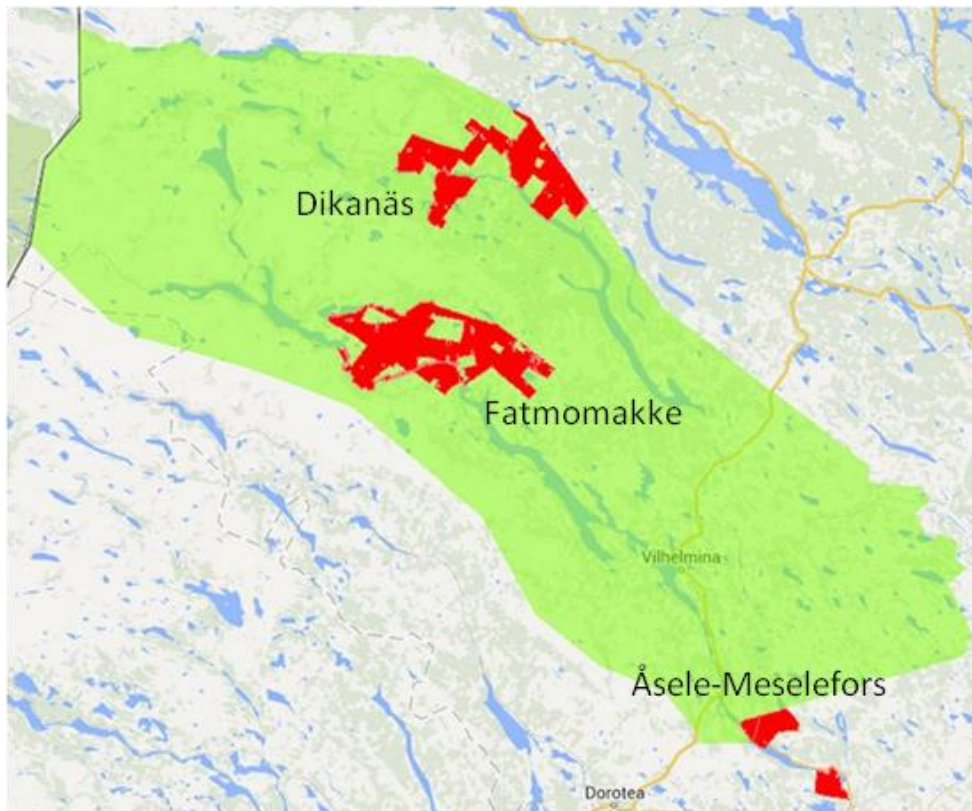 Dikanäs
Fatmomakke
Vilhelmina
Åsele-Meselefors
Dorotea